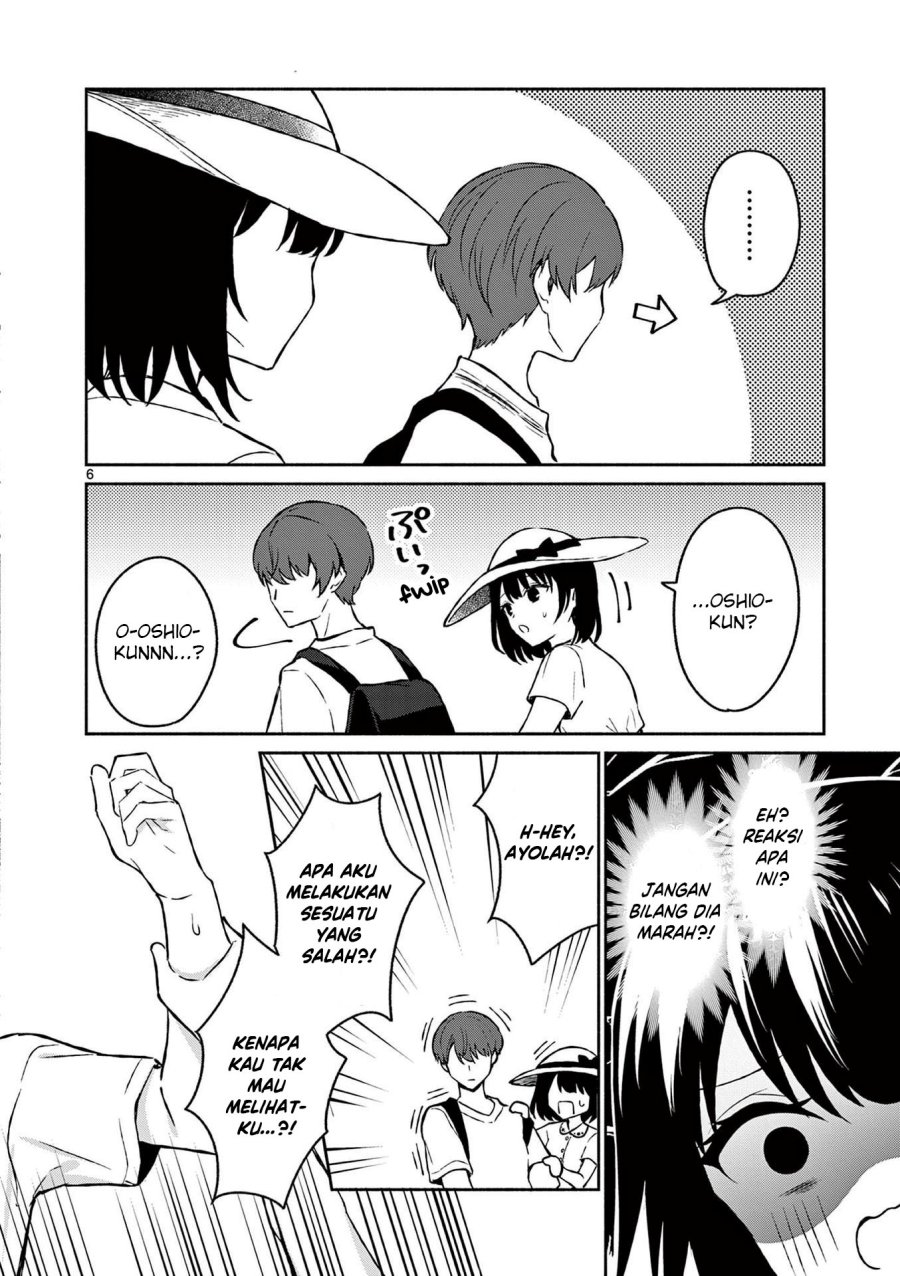 ………
6
...OSHIO-
KUN?
ぷいっ
fwip
O-OSHIO-
KUNNN...?
EH?
REAKSI
APA
INI?
JANGAN
BILANG DIA
MARAH?!
H-HEY,
AYOLAH?!
APA AKU
MELAKUKAN
SESUATU
YANG
SALAH?!
KENAPA
KAU TAK
MAU
MELIHAT-
KU...?!